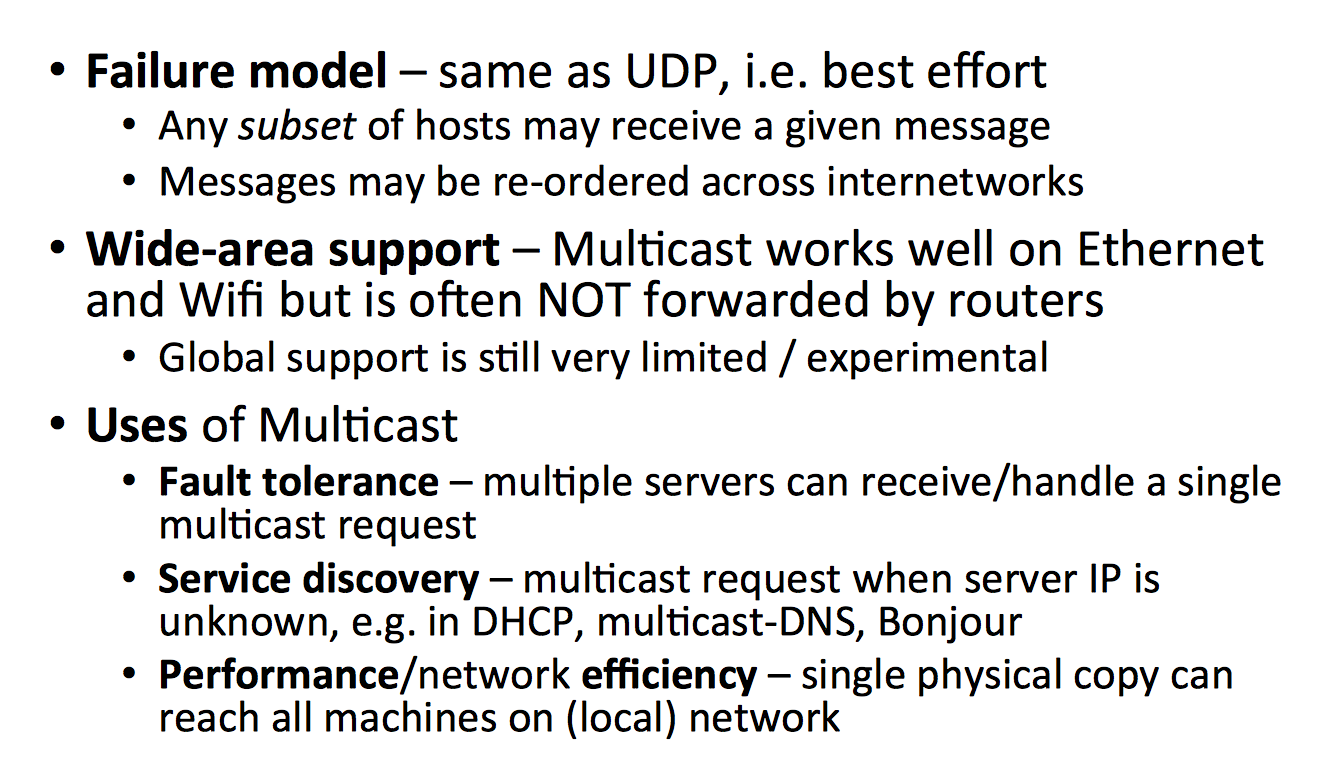 • Failure model – same as UDP, i.e. best effort
• Any subset of hosts may receive a given message
• Messages may be re-ordered across internetworks
• Wide-area support – Multicast works well on Ethernet
and Wifi but is often NOT forwarded by routers
• Global support is still very limited / experimental
• Uses of Multicast
• Fault tolerance – multiple servers can receive/handle a single
multicast request
• Service discovery – multicast request when server IP is
unknown, e.g. in DHCP, multicast-DNS, Bonjour
• Performance/network efficiency – single physical copy can
reach all machines on (local) network